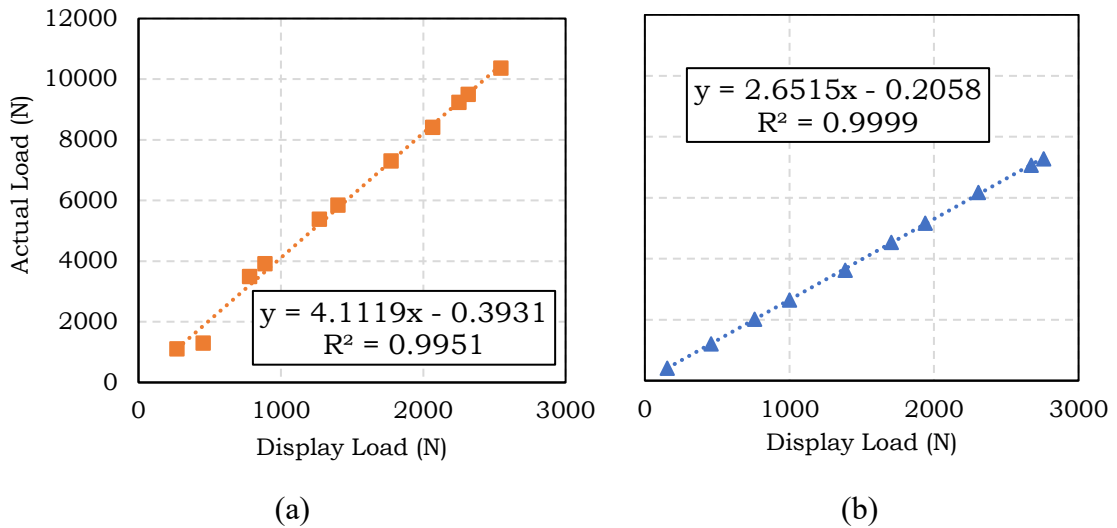 12000
10000
8000
6000
4000
2000
0
Actual Load (N)
y = 4.1119x - 0.3931
R² = 0.9951
0 1000 2000 3000
Display Load (N)
(a)
y = 2.6515x - 0.2058
R² = 0.9999
0 1000 2000 3000
Display Load (N)
(b)